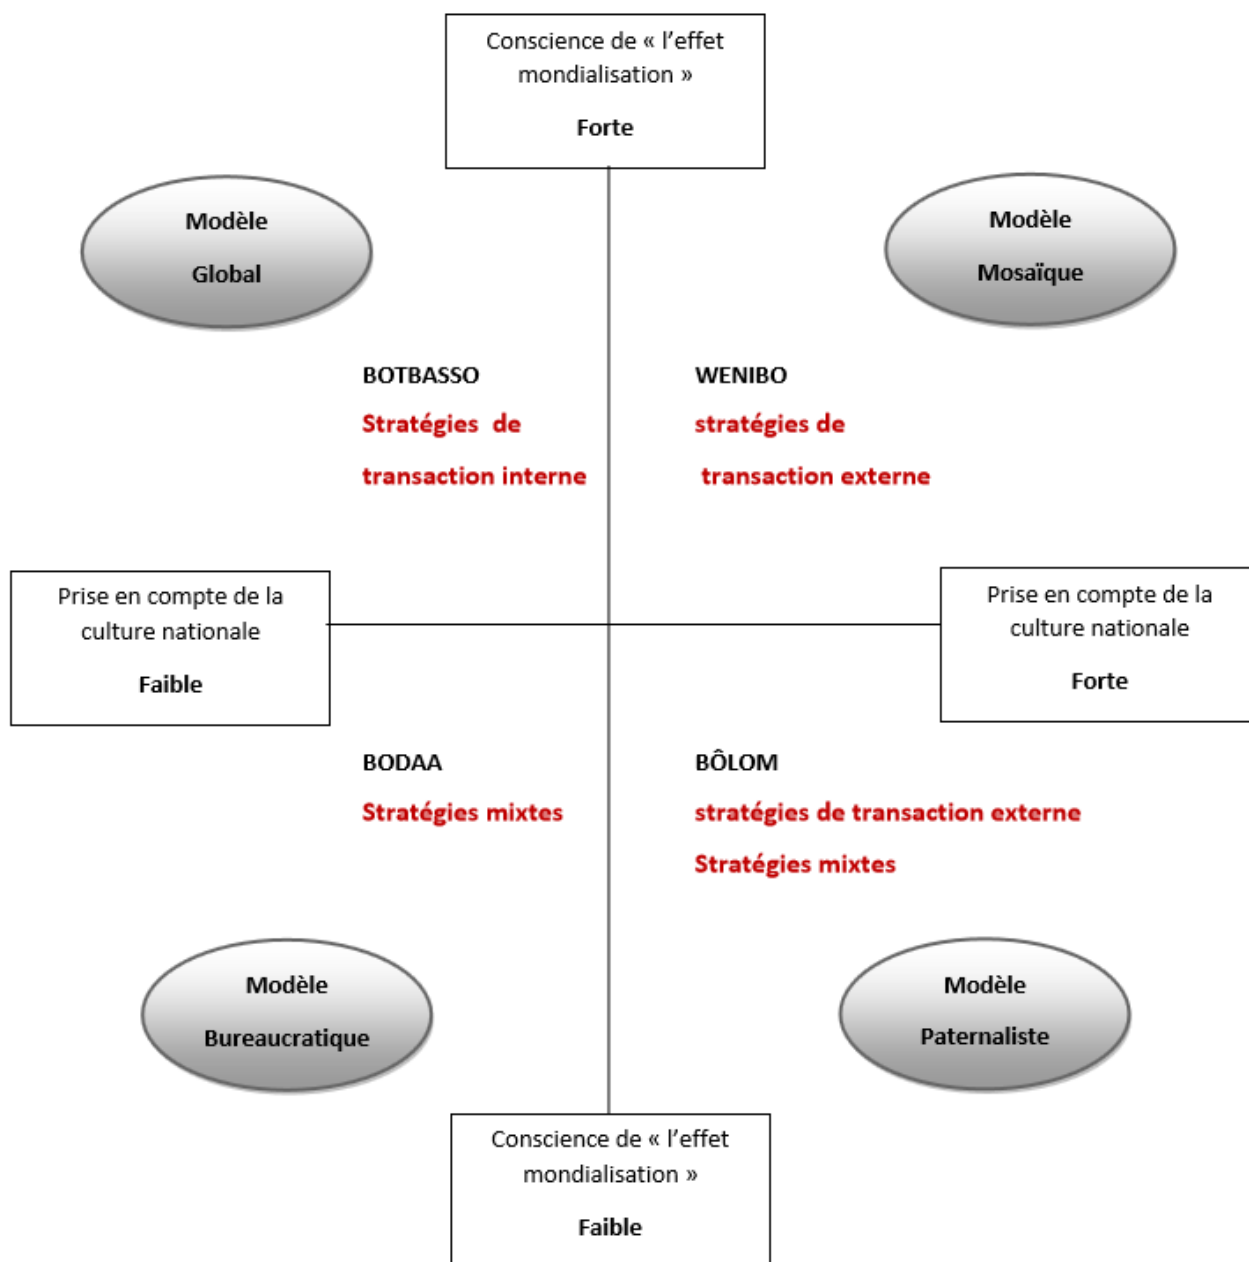 Conscience de « l’effet
mondialisation »
Forte
Modèle
Global
Modèle
Mosaïque
BOTBASSO
Stratégies de
transaction interne
WENIBO
stratégies de
transaction externe
Prise en compte de la
culture nationale
Faible
Prise en compte de la
culture nationale
Forte
BODAA
Stratégies mixtes
BÔLOM
stratégies de transaction externe
Stratégies mixtes
Modèle
Bureaucratique
Modèle
Paternaliste
Conscience de « l’effet
mondialisation »
Faible